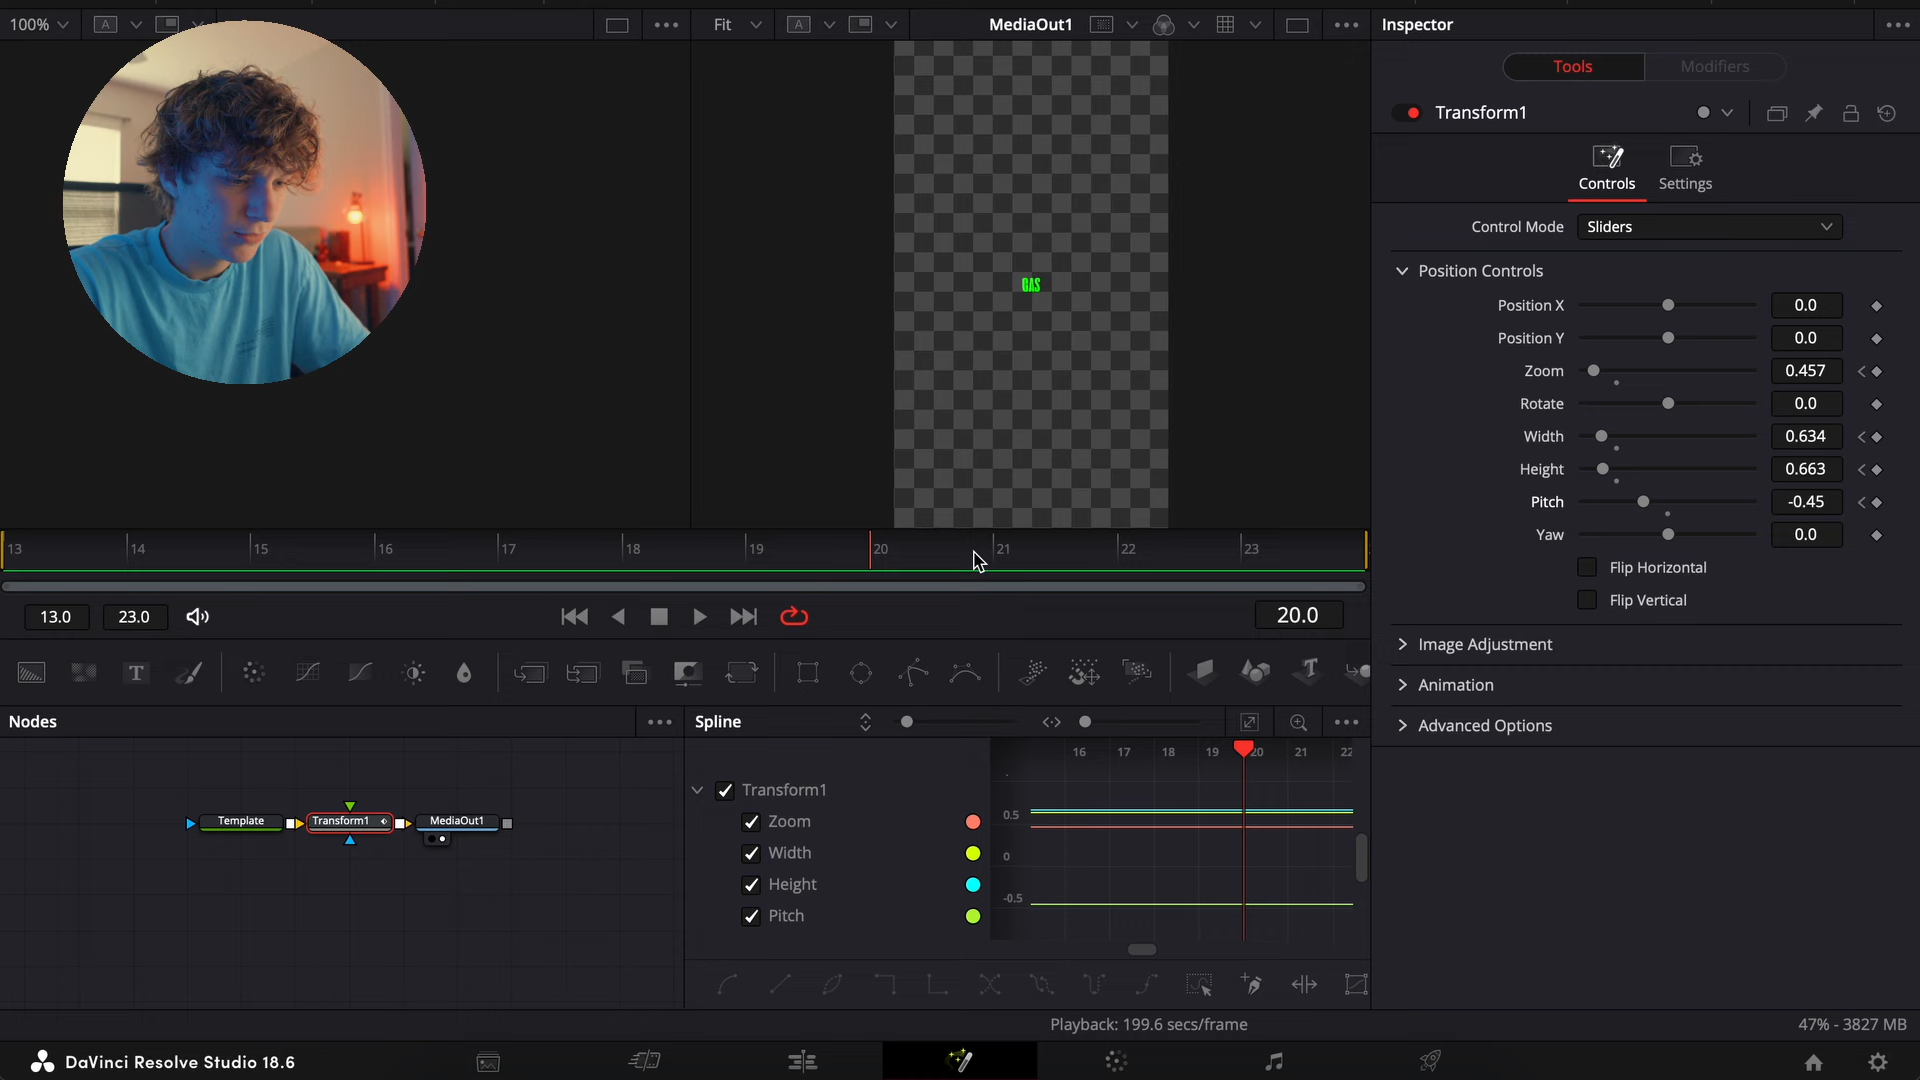 100%
A
Fit
A
MediaOut1
Inspector
Tools
Modifiers
Transform1
Controls
Settings
Control Mode
Sliders
Position Controls
GAS
Position X
0.0
Position Y
0.0
Zoom
0.457
Rotate
0.0
Width
0.634
Height
0.663
Pitch
-0.45
Yaw
0.0
Flip Horizontal
Flip Vertical
13
14
15
16
17
18
19
20
21
22
23
13.0
23.0
20.0
Image Adjustment
Animation
Advanced Options
T
T
Nodes
Spline
16
17
18
19
20
21
22
Transform1
Zoom
Width
Height
Pitch
0.5
0
-0.5
Template
Transform1
MediaOut1
Playback: 199.6 secs/frame
47% - 3827 MB
DaVinci Resolve Studio 18.6